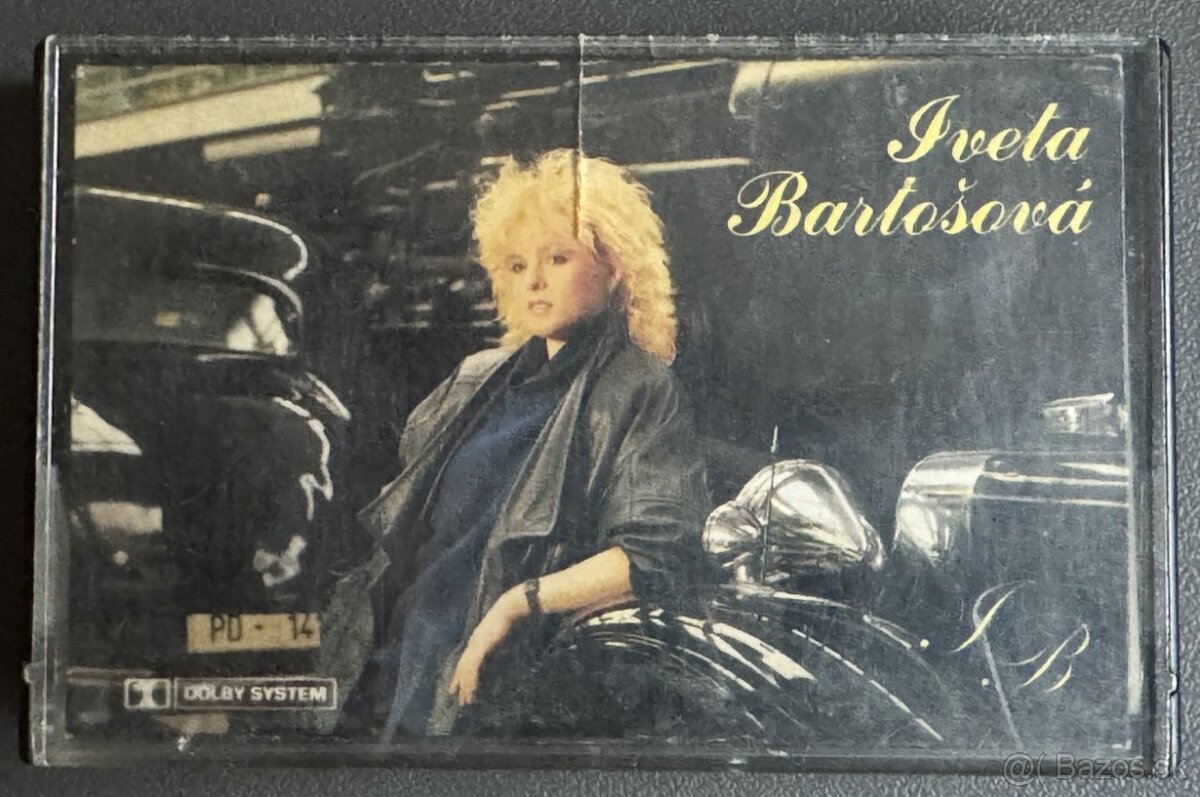 Iveta
Bartošová
PD - 14
I
B
DOLBY SYSTEM
@( Bazos.sk